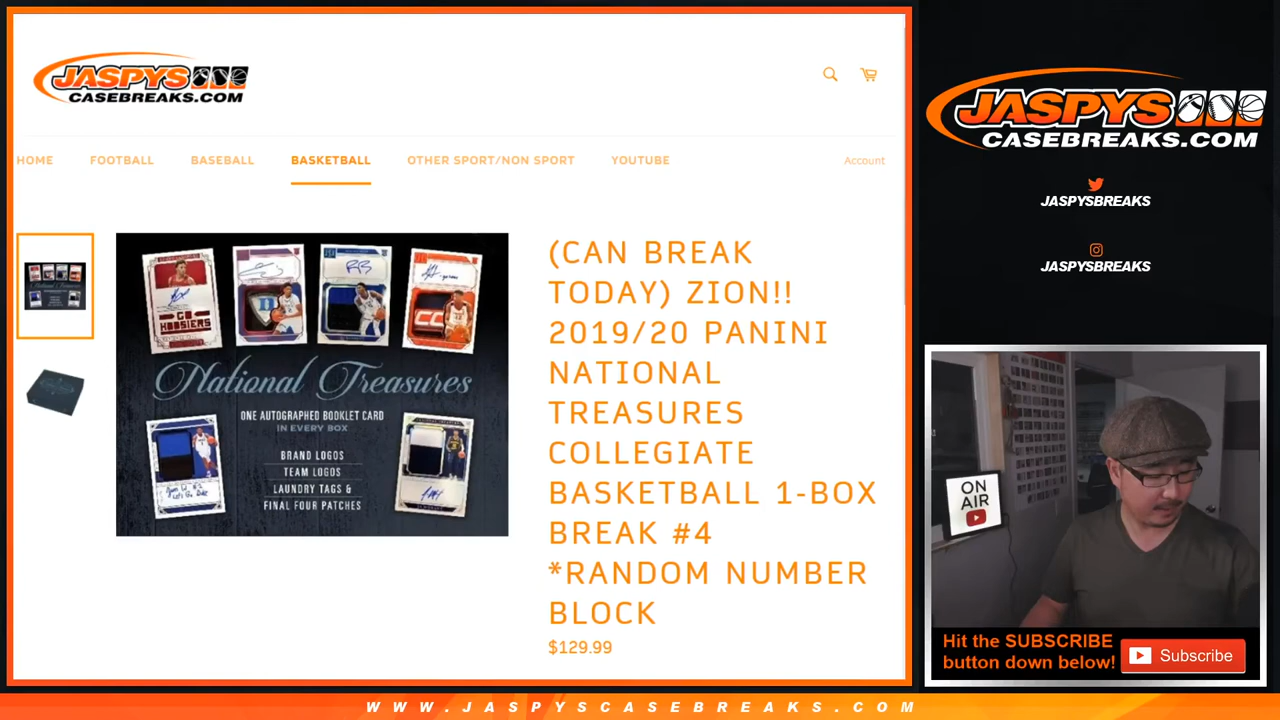 JASPYS
CASEBREAKS.COM
HOME FOOTBALL BASEBALL BASKETBALL OTHER SPORT/NON SPORT YOUTUBE Account
GO
HOOSIERS
National Treasures
ONE AUTOGRAPHED BOOKLET CARD
IN EVERY BOX
BRAND LOGOS
TEAM LOGOS
LAUNDRY TAGS &
FINAL FOUR PATCHES
(CAN BREAK
TODAY) ZION!!
2019/20 PANINI
NATIONAL
TREASURES
COLLEGIATE
BASKETBALL 1-BOX
BREAK #4
*RANDOM NUMBER
BLOCK
$129.99
JASPYS
CASEBREAKS.COM
JASPYSBREAKS
JASPYSBREAKS
ON
AIR
Hit the SUBSCRIBE
button down below!
Subscribe
WWW.JASPYSCASEBREAKS.COM